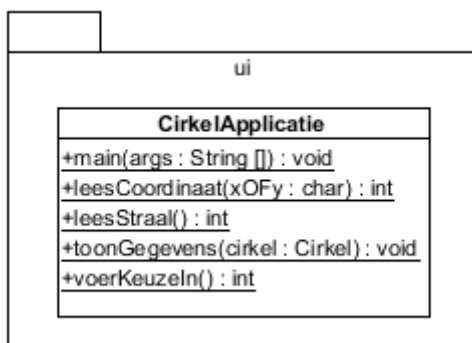 ui
CirkelApplicatie
+main(args : String []) : void
+leesCoordinaat(xOFy : char) : int
+leesStraal() : int
+toonGegevens(cirkel : Cirkel) : void
+voerKeuzeIn() : int